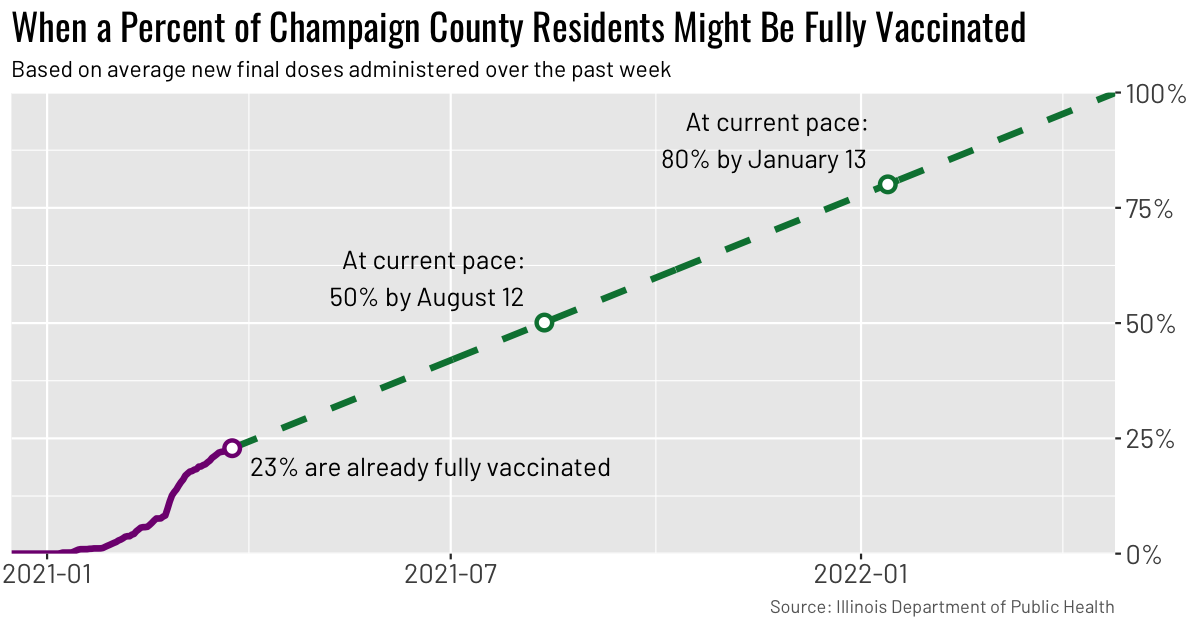 When a Percent of Champaign County Residents Might Be Fully Vaccinated
Based on average new final doses administered over the past week
100%
At current pace:
80% by January 13
75%
At current pace:
50% by August 12
50%
25%
23% are already fully vaccinated
0%
2021-01
2021-07
2022-01
Source: Illinois Department of Public Health